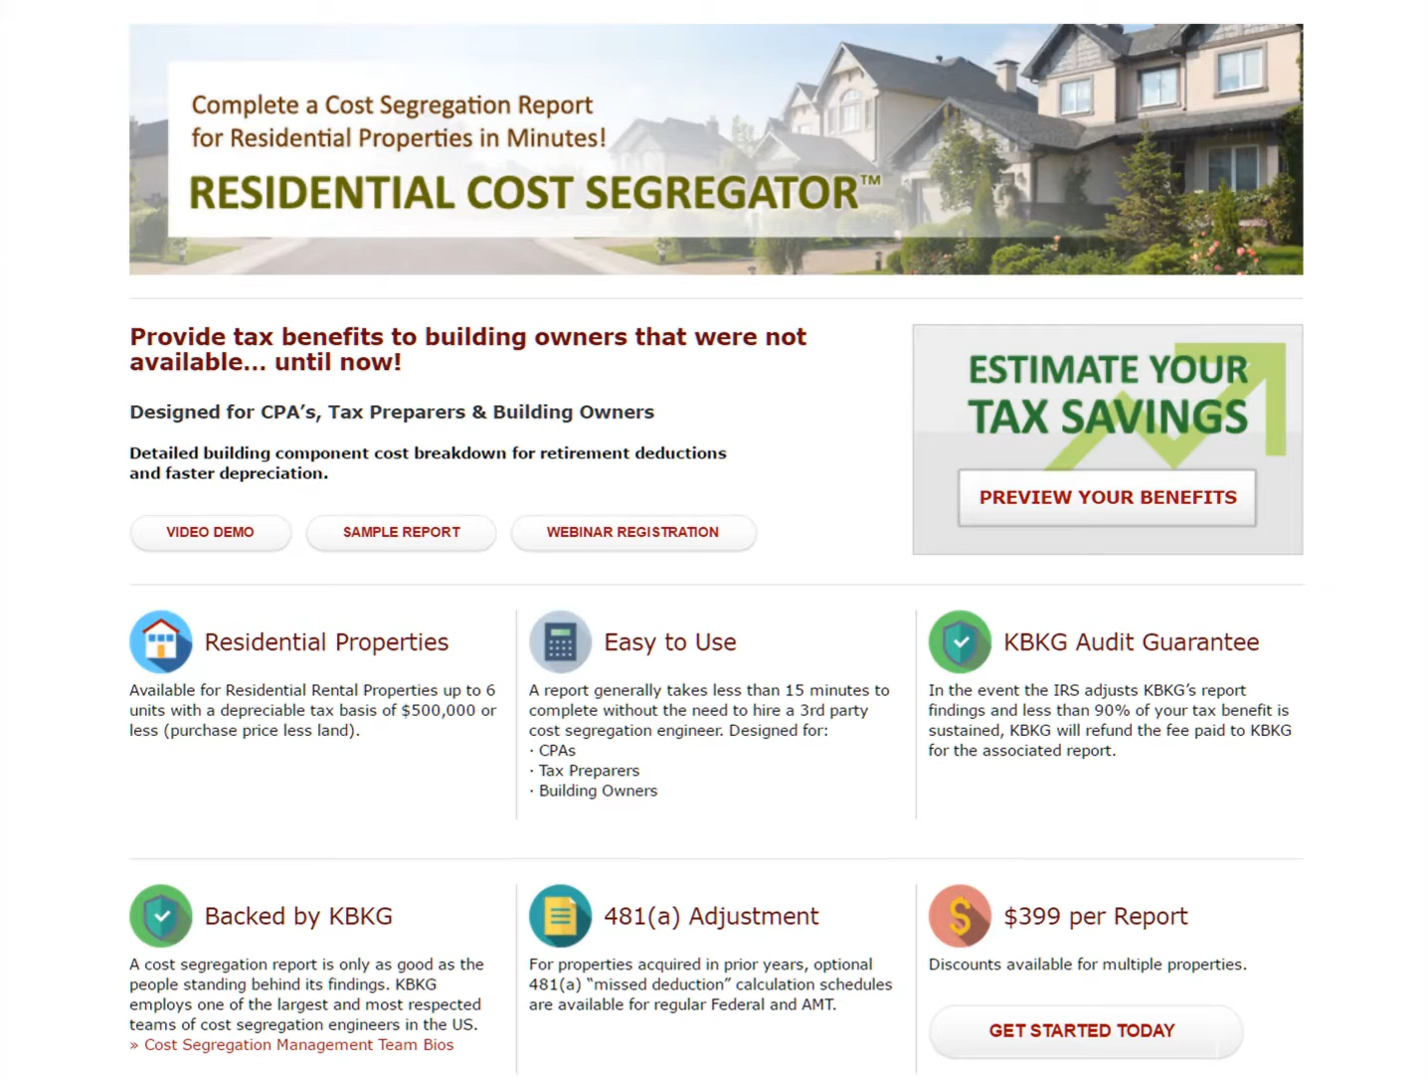 Complete a Cost Segregation Report
for Residential Properties in Minutes!
RESIDENTIAL COST SEGREGATOR™
Provide tax benefits to building owners that were not
available... until now!
Designed for CPA’s, Tax Preparers & Building Owners
Detailed building component cost breakdown for retirement deductions
and faster depreciation.
VIDEO DEMO
SAMPLE REPORT
WEBINAR REGISTRATION
ESTIMATE YOUR
TAX SAVINGS
PREVIEW YOUR BENEFITS
Residential Properties
Available for Residential Rental Properties up to 6
units with a depreciable tax basis of $500,000 or
less (purchase price less land).
Easy to Use
A report generally takes less than 15 minutes to
complete without the need to hire a 3rd party
cost segregation engineer. Designed for:
· CPAs
· Tax Preparers
· Building Owners
KBKG Audit Guarantee
In the event the IRS adjusts KBKG’s report
findings and less than 90% of your tax benefit is
sustained, KBKG will refund the fee paid to KBKG
for the associated report.
Backed by KBKG
A cost segregation report is only as good as the
people standing behind its findings. KBKG
employs one of the largest and most respected
teams of cost segregation engineers in the US.
» Cost Segregation Management Team Bios
481(a) Adjustment
For properties acquired in prior years, optional
481(a) “missed deduction” calculation schedules
are available for regular Federal and AMT.
$399 per Report
Discounts available for multiple properties.
GET STARTED TODAY